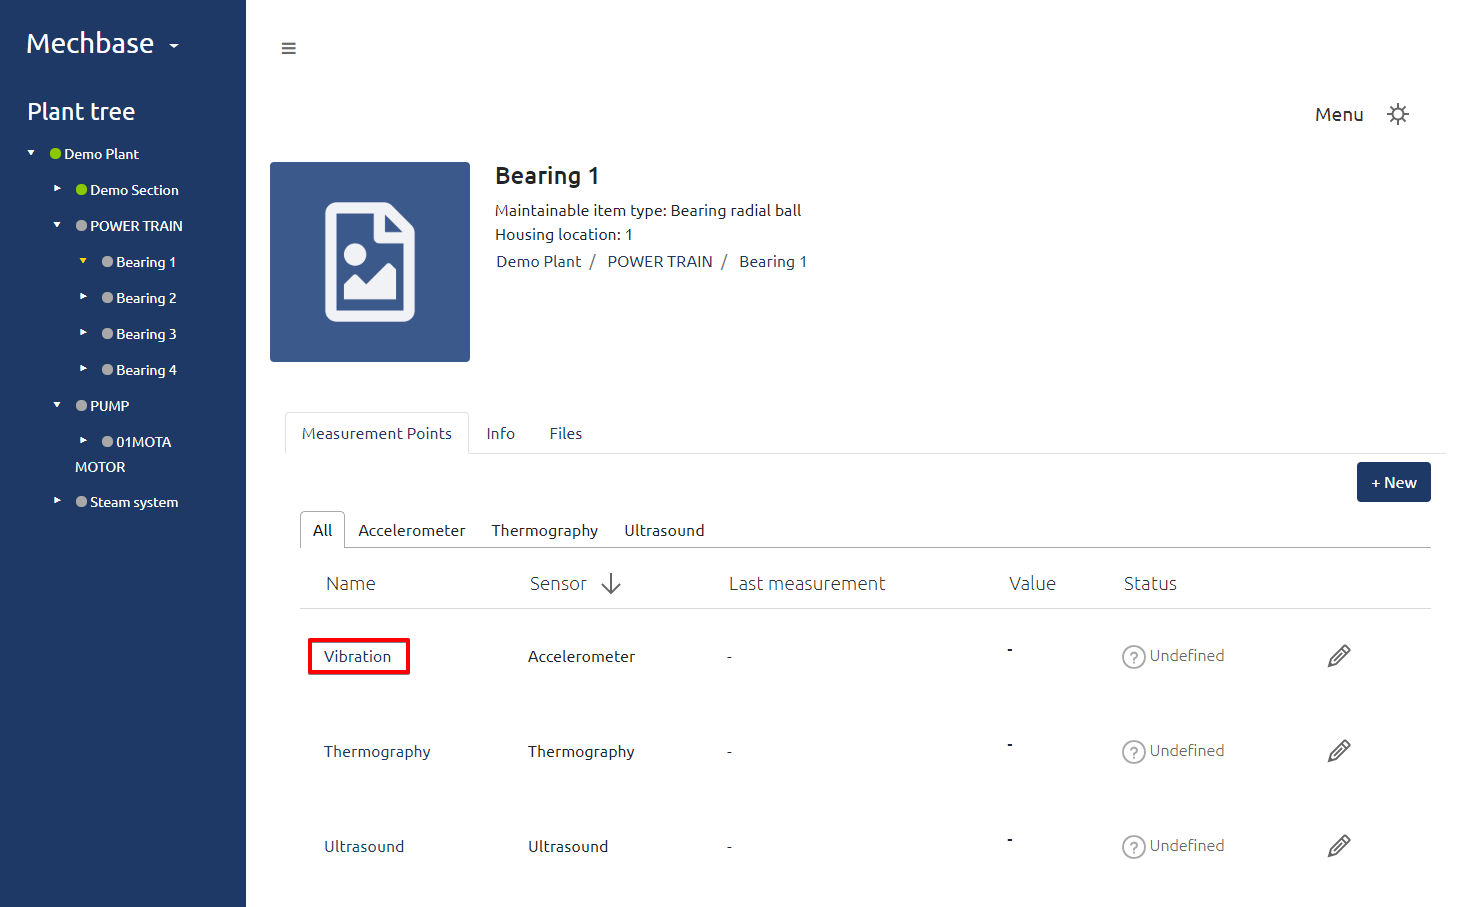 Mechbase
Plant tree
Demo Plant
Demo Section
POWER TRAIN
Bearing 1
Bearing 2
Bearing 3
Bearing 4
PUMP
01MOTA
MOTOR
Steam system
Menu
Bearing 1
Maintainable item type: Bearing radial ball
Housing location: 1
Demo Plant / POWER TRAIN / Bearing 1
Measurement Points Info Files
+ New
All Accelerometer Thermography Ultrasound
Name Sensor Last measurement Value Status
Vibration Accelerometer - - ? Undefined
Thermography Thermography - - ? Undefined
Ultrasound Ultrasound - - ? Undefined